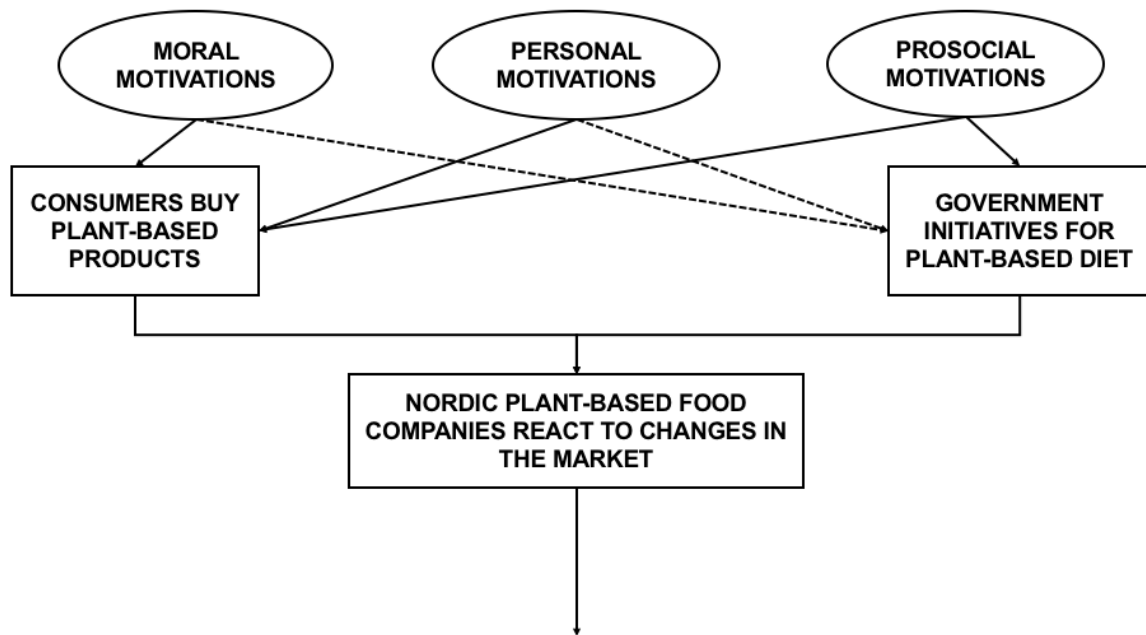 MORAL
MOTIVATIONS
PERSONAL
MOTIVATIONS
PROSOCIAL
MOTIVATIONS
CONSUMERS BUY
PLANT-BASED
PRODUCTS
GOVERNMENT
INITIATIVES FOR
PLANT-BASED DIET
NORDIC PLANT-BASED FOOD
COMPANIES REACT TO CHANGES IN
THE MARKET